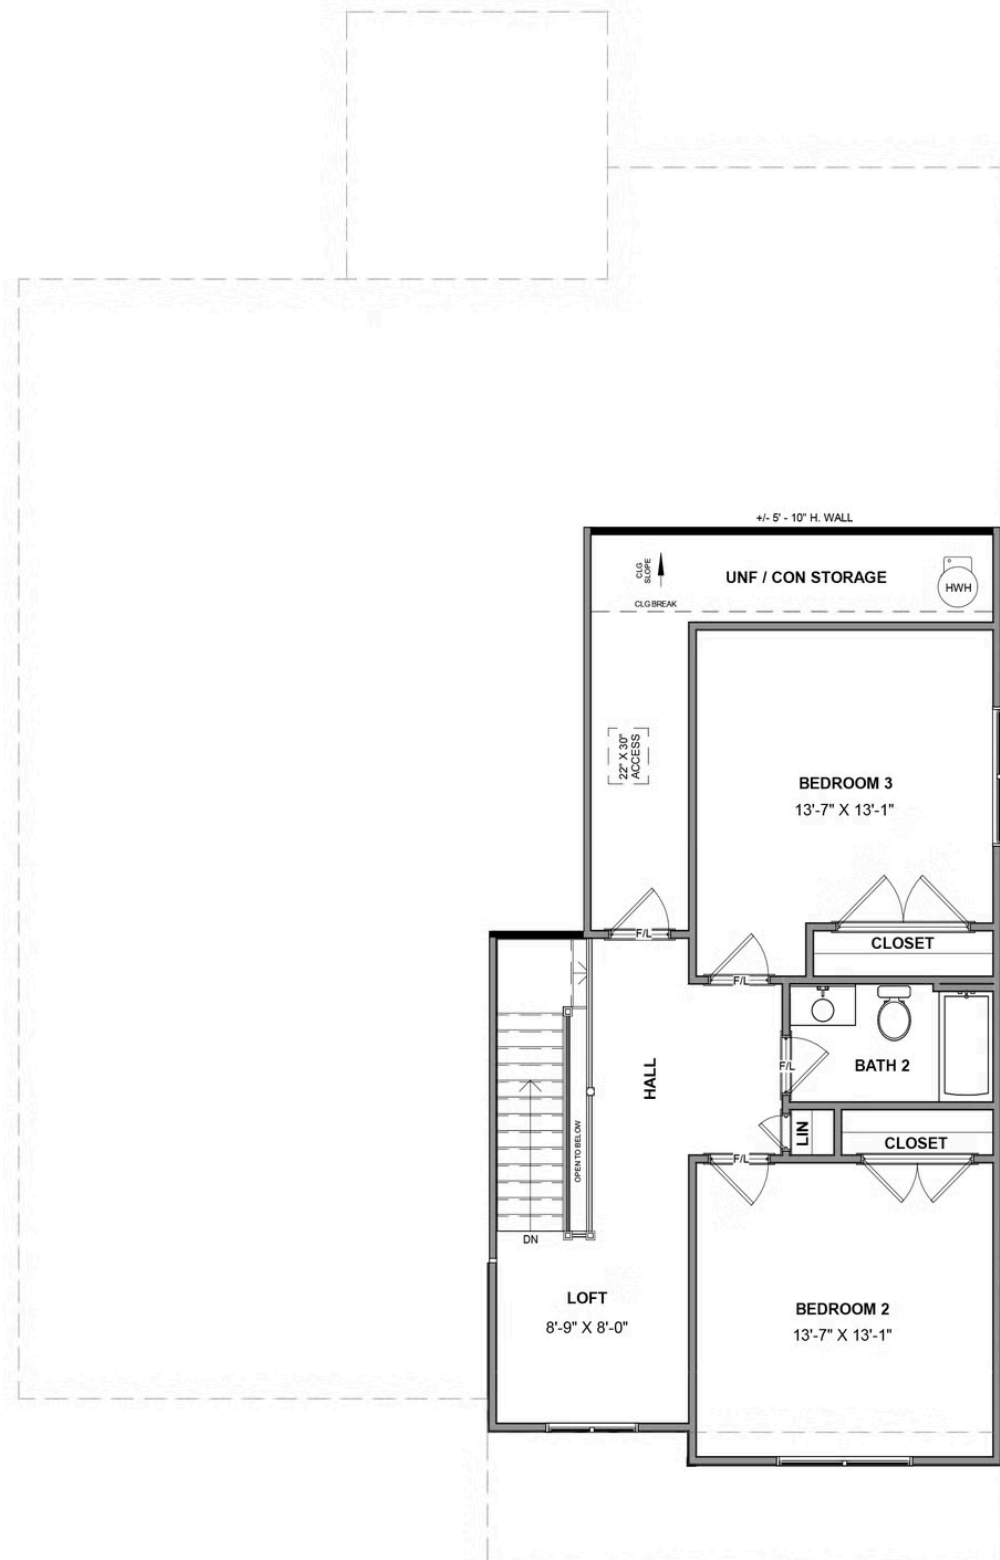 +/- 5' - 10" H. WALL
CLG
SLOPE
UNF / CON STORAGE
HWH
CLG BREAK
22" X 30"
ACCESS
BEDROOM 3
13'-7" X 13'-1"
F/L
CLOSET
F/L
HALL
F/L
BATH 2
OPEN TO BELOW
LIN
CLOSET
F/L
DN
LOFT
8'-9" X 8'-0"
BEDROOM 2
13'-7" X 13'-1"